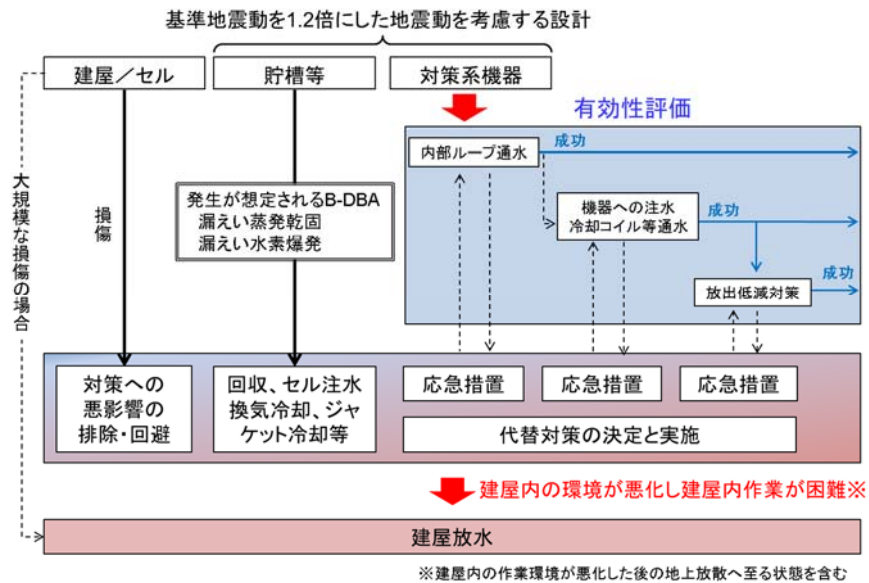 基準地震動を1.2倍にした地震動を考慮する設計
建屋／セル
貯槽等
対策系機器
有効性評価
内部ループ通水
成功
大規模な損傷の場合
損傷
発生が想定されるB-DBA
漏えい蒸発乾固
漏えい水素爆発
機器への注水
冷却コイル等通水
成功
放出低減対策
成功
対策への
悪影響の
排除・回避
回収、セル注水
換気冷却、ジャ
ケット冷却等
応急措置
応急措置
応急措置
代替対策の決定と実施
建屋内の環境が悪化し建屋内作業が困難※
建屋放水
※建屋内の作業環境が悪化した後の地上放散へ至る状態を含む